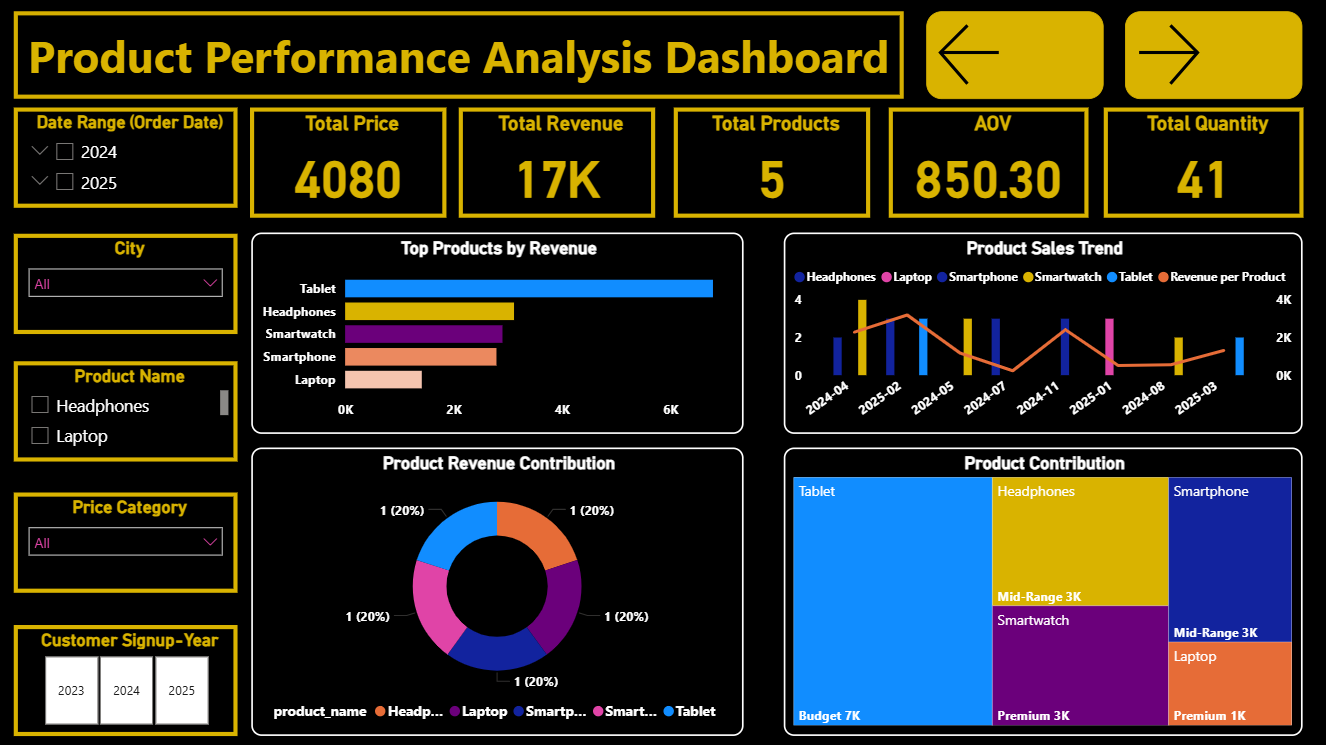 Product Performance Analysis Dashboard
Date Range (Order Date)
2024
2025
Total Price
4080
Total Revenue
17K
Total Products
5
AOV
850.30
Total Quantity
41
City
All
Product Name
Headphones
Laptop
Price Category
All
Customer Signup-Year
2023 2024 2025
Top Products by Revenue
Tablet
Headphones
Smartwatch
Smartphone
Laptop
0K 2K 4K 6K
Product Sales Trend
Headphones Laptop Smartphone Smartwatch Tablet Revenue per Product
4 4K
2 2K
0 0K
2024-04 2025-02 2024-05 2024-07 2024-11 2025-01 2024-08 2025-03
Product Revenue Contribution
1 (20%) 1 (20%)
1 (20%) 1 (20%)
1 (20%)
product_name Headp... Laptop Smartp... Smart... Tablet
Product Contribution
Tablet
Budget 7K
Headphones
Mid-Range 3K
Smartwatch
Premium 3K
Smartphone
Mid-Range 3K
Laptop
Premium 1K